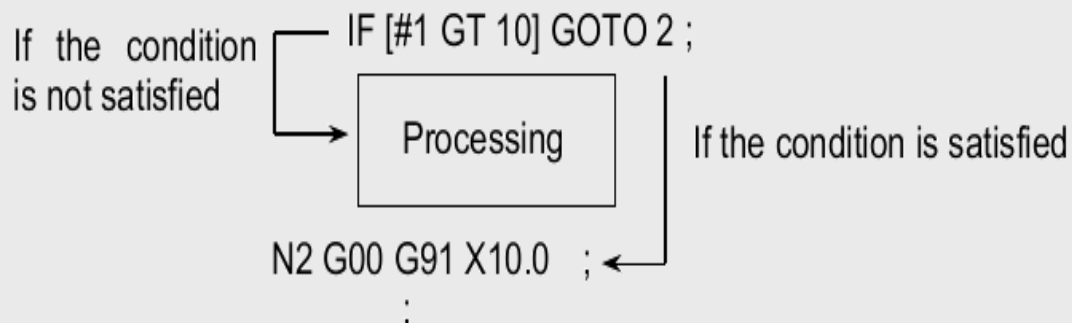 IF [#1 GT 10] GOTO 2 ;
If the condition
is not satisfied
Processing
If the condition is satisfied
N2 G00 G91 X10.0 ;
: